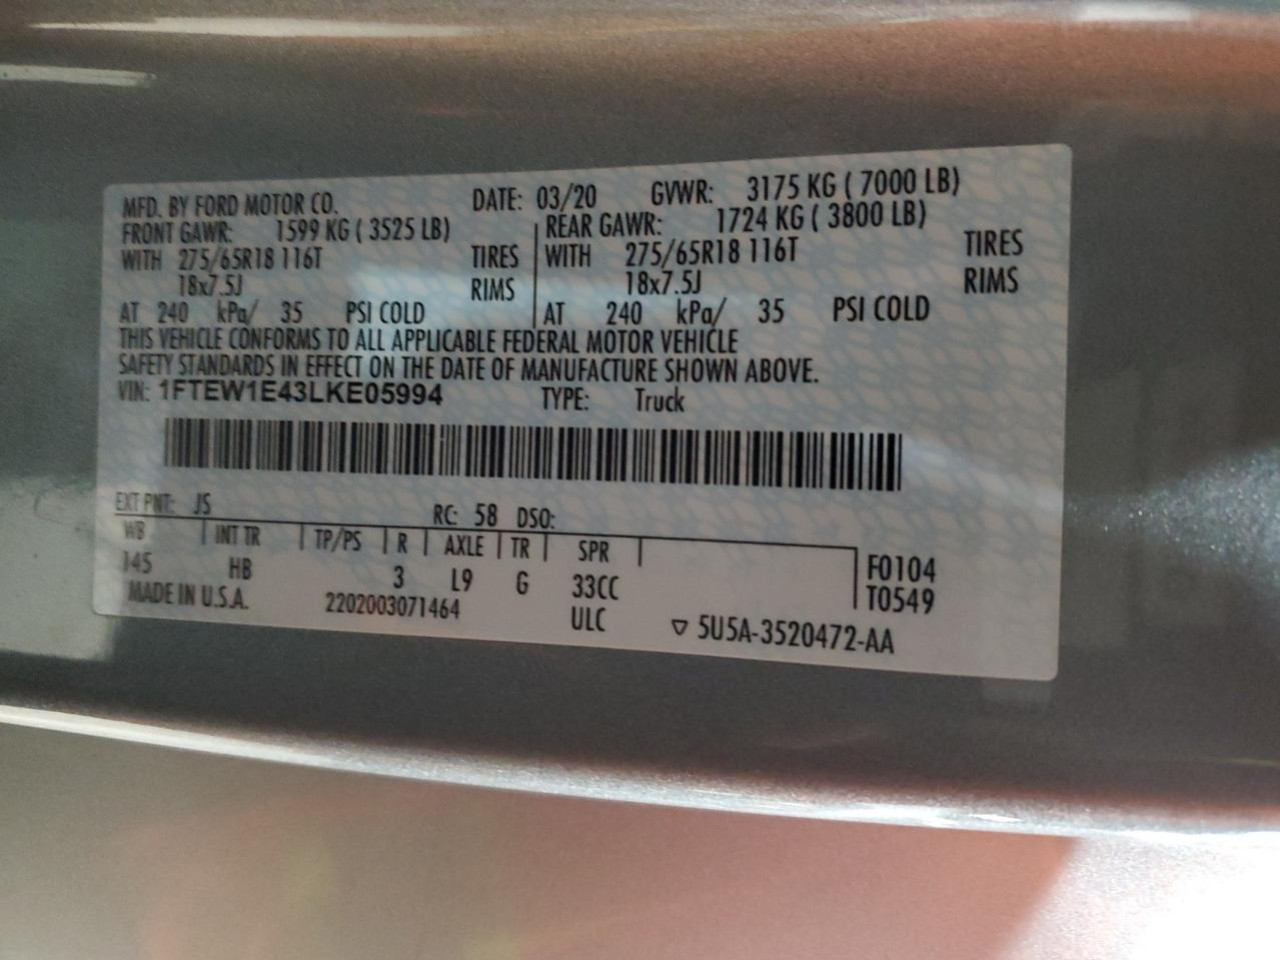 MFD. BY FORD MOTOR CO. DATE: 03/20 GVWR: 3175 KG ( 7000 LB)
FRONT GAWR: 1599 KG ( 3525 LB) REAR GAWR: 1724 KG ( 3800 LB)
WITH 275/65R18 116T TIRES WITH 275/65R18 116T TIRES
18x7.5J RIMS 18x7.5J RIMS
AT 240 kPa/ 35 PSI COLD AT 240 kPa/ 35 PSI COLD
THIS VEHICLE CONFORMS TO ALL APPLICABLE FEDERAL MOTOR VEHICLE
SAFETY STANDARDS IN EFFECT ON THE DATE OF MANUFACTURE SHOWN ABOVE.
VIN: 1FTEW1E43LKE05994 TYPE: Truck
EXT PNT: JS RC: 58 DSO:
WB INT TR TP/PS R AXLE TR SPR F0104
145 HB 3 L9 G 33CC T0549
MADE IN U.S.A. 2202003071464 ULC ▽ 5U5A-3520472-AA